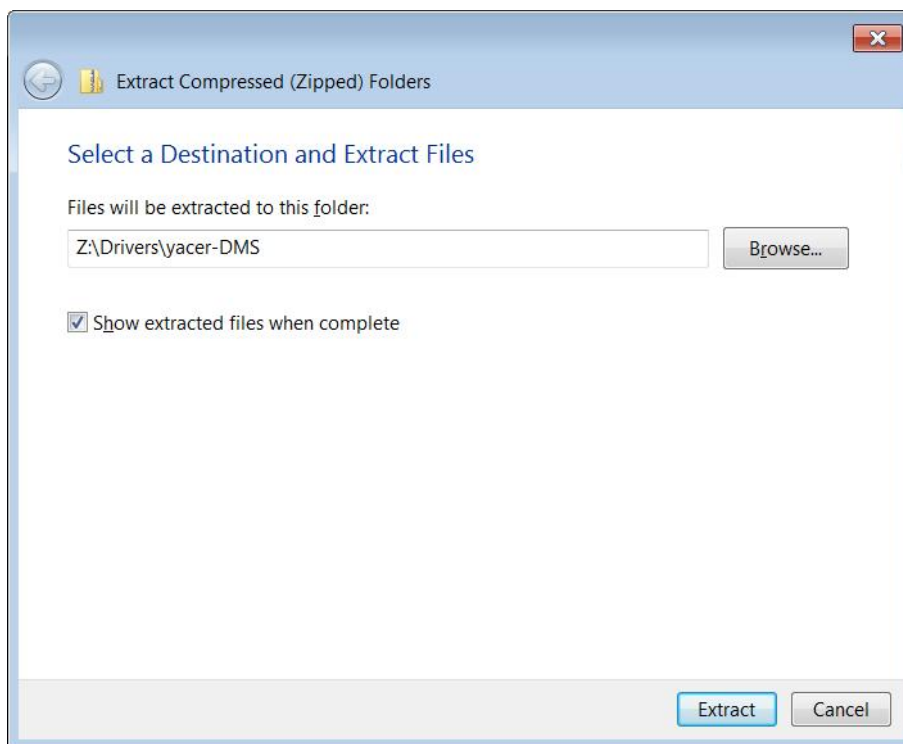 Extract Compressed (Zipped) Folders
Select a Destination and Extract Files
Files will be extracted to this folder:
Z:\Drivers\yacer-DMS
Browse...
Show extracted files when complete
Extract
Cancel